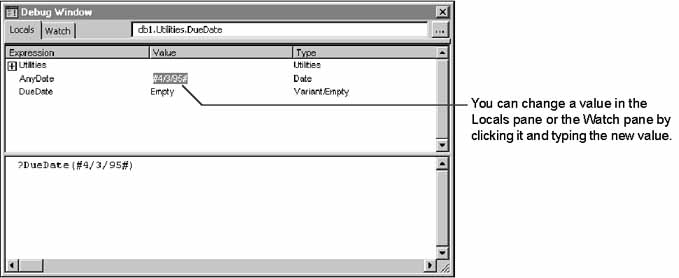 Debug Window
Locals Watch db1.Utilities.DueDate ...
Expression Value Type
Utilities Utilities
AnyDate #4/3/95# Date
DueDate Empty Variant/Empty
You can change a value in the
Locals pane or the Watch pane by
clicking it and typing the new value.
?DueDate(#4/3/95#)